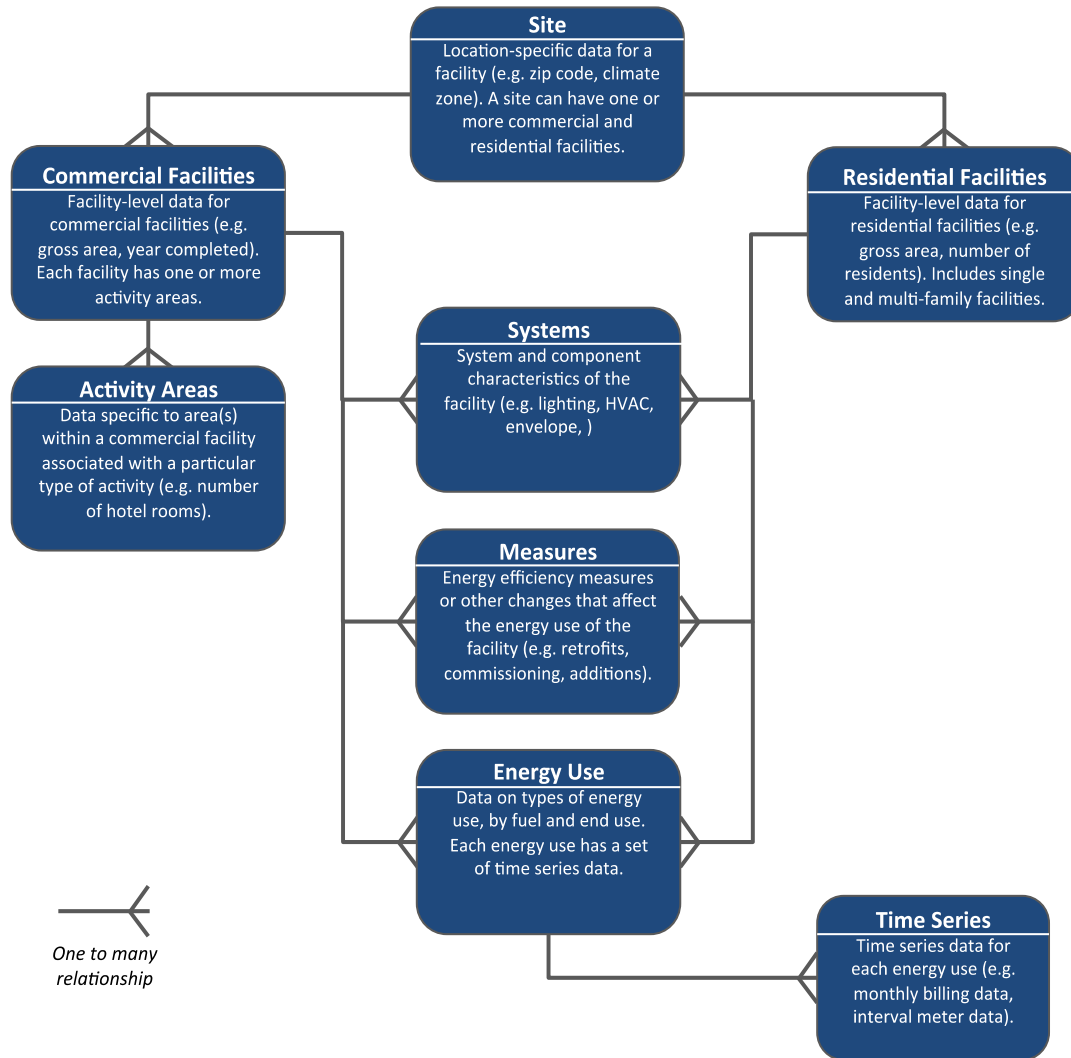 Site
Location-specific data for a
facility (e.g. zip code, climate
zone). A site can have one or
more commercial and
residential facilities.
Commercial Facilities
Facility-level data for
commercial facilities (e.g.
gross area, year completed).
Each facility has one or more
activity areas.
Residential Facilities
Facility-level data for
residential facilities (e.g.
gross area, number of
residents). Includes single
and multi-family facilities.
Systems
System and component
characteristics of the
facility (e.g. lighting, HVAC,
envelope, )
Activity Areas
Data specific to area(s)
within a commercial facility
associated with a particular
type of activity (e.g. number
of hotel rooms).
Measures
Energy efficiency measures
or other changes that affect
the energy use of the
facility (e.g. retrofits,
commissioning, additions).
Energy Use
Data on types of energy
use, by fuel and end use.
Each energy use has a set
of time series data.
One to many
relationship
Time Series
Time series data for
each energy use (e.g.
monthly billing data,
interval meter data).